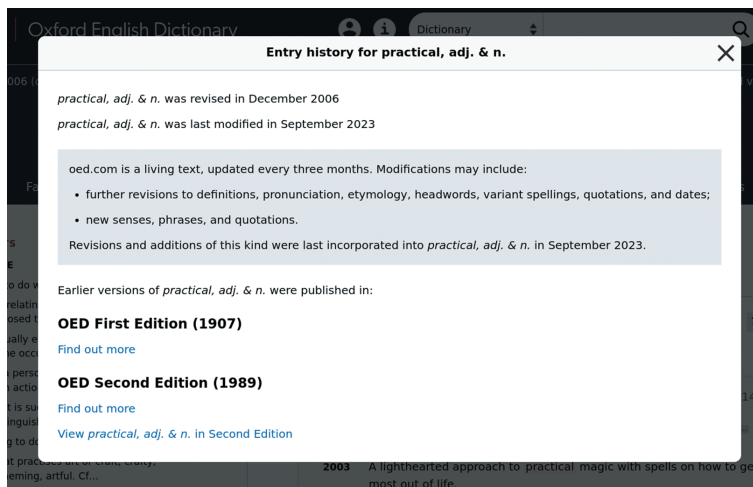 Oxford English Dictionary
Dictionary
Entry history for practical, adj. & n.
practical, adj. & n. was revised in December 2006
practical, adj. & n. was last modified in September 2023
oed.com is a living text, updated every three months. Modifications may include:
• further revisions to definitions, pronunciation, etymology, headwords, variant spellings, quotations, and dates;
• new senses, phrases, and quotations.
Revisions and additions of this kind were last incorporated into practical, adj. & n. in September 2023.
Earlier versions of practical, adj. & n. were published in:
OED First Edition (1907)
Find out more
OED Second Edition (1989)
Find out more
View practical, adj. & n. in Second Edition
eming, artful. Cf...
2003 A lighthearted approach to practical magic with spells on how to ge
most out of life.